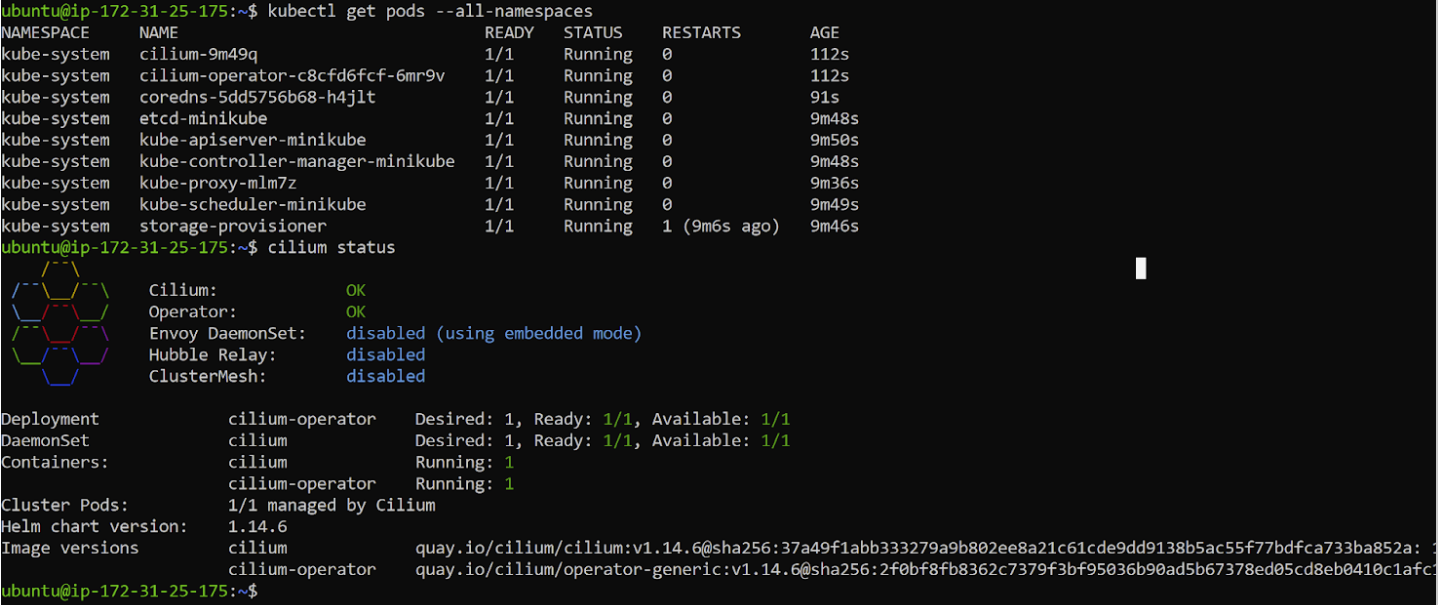 ubuntu@ip-172-31-25-175:~$ kubectl get pods --all-namespaces
NAMESPACE NAME READY STATUS RESTARTS AGE
kube-system cilium-9m49q 1/1 Running 0 112s
kube-system cilium-operator-c8cfd6fcf-6mr9v 1/1 Running 0 112s
kube-system coredns-5dd5756b68-h4jlt 1/1 Running 0 91s
kube-system etcd-minikube 1/1 Running 0 9m48s
kube-system kube-apiserver-minikube 1/1 Running 0 9m50s
kube-system kube-controller-manager-minikube 1/1 Running 0 9m48s
kube-system kube-proxy-mlm7z 1/1 Running 0 9m36s
kube-system kube-scheduler-minikube 1/1 Running 0 9m49s
kube-system storage-provisioner 1/1 Running 1 (9m6s ago) 9m46s
ubuntu@ip-172-31-25-175:~$ cilium status
/¯¯\
/¯¯\__/¯¯\ Cilium: OK
\__/¯¯\__/ Operator: OK
/¯¯\__/¯¯\ Envoy DaemonSet: disabled (using embedded mode)
\__/¯¯\__/ Hubble Relay: disabled
\__/ ClusterMesh: disabled
Deployment cilium-operator Desired: 1, Ready: 1/1, Available: 1/1
DaemonSet cilium Desired: 1, Ready: 1/1, Available: 1/1
Containers: cilium Running: 1
cilium-operator Running: 1
Cluster Pods: 1/1 managed by Cilium
Helm chart version: 1.14.6
Image versions cilium quay.io/cilium/cilium:v1.14.6@sha256:37a49f1abb333279a9b802ee8a21c61cde9dd9138b5ac55f77bdfca733ba852a: 1
cilium-operator quay.io/cilium/operator-generic:v1.14.6@sha256:2f0bf8fb8362c7379f3bf95036b90ad5b67378ed05cd8eb0410c1afc1
ubuntu@ip-172-31-25-175:~$